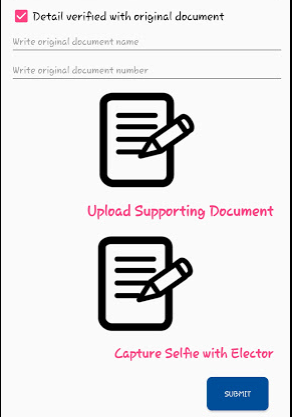 Detail verified with original document
Write original document name
Write original document number
Upload Supporting Document
Capture Selfie with Elector
SUBMIT